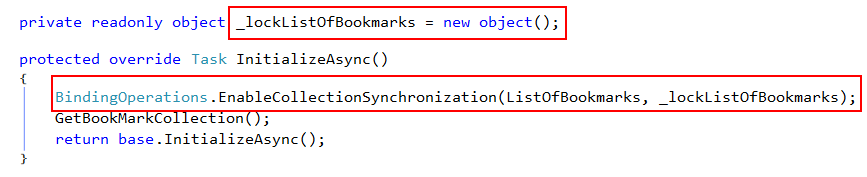 private readonly object _lockListOfBookmarks = new object();
protected override Task InitializeAsync()
{
BindingOperations.EnableCollectionSynchronization(ListOfBookmarks, _lockListOfBookmarks);
GetBookMarkCollection();
return base.InitializeAsync();
}